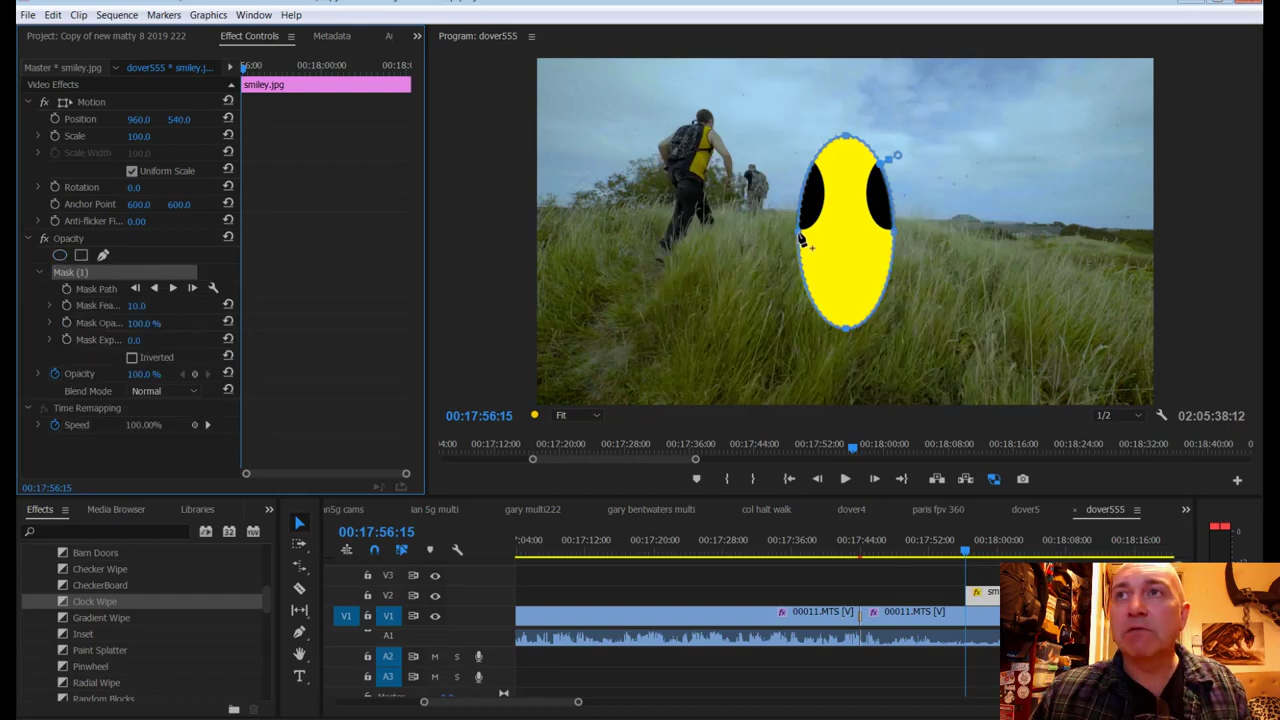 File Edit Clip Sequence Markers Graphics Window Help
Project: Copy of new matty 8 2019 222 Effect Controls Metadata
Program: dover555
Master * smiley.jpg dover555 * smiley.j...
56:00 00:18:00:00 00:18:
Video Effects
smiley.jpg
fx Motion
Position 960.0 540.0
Scale 100.0
Scale Width 100.0
Uniform Scale
Rotation 0.0
Anchor Point 600.0 600.0
Anti-flicker Fi... 0.00
fx Opacity
Mask (1)
Mask Path
Mask Fea... 10.0
Mask Opa... 100.0 %
Mask Exp... 0.0
Inverted
Opacity 100.0 %
Blend Mode Normal
fx Time Remapping
Speed 100.00%
00:17:56:15
00:17:56:15 Fit 1/2 02:05:38:12
4:00 00:17:12:00 00:17:20:00 00:17:28:00 00:17:36:00 00:17:44:00 00:17:52:00 00:18:00:00 00:18:08:00 00:18:16:00 00:18:24:00 00:18:32:00 00:18:40:00 0
Effects Media Browser Libraries
Barn Doors
Checker Wipe
CheckerBoard
Clock Wipe
Gradient Wipe
Inset
Paint Splatter
Pinwheel
Radial Wipe
Random Blocks
an5g cams ian 5g multi gary multi222 gary bentwaters multi col halt walk dover4 paris fpv 360 dover5 dover555
00:17:56:15
:04:00 00:17:12:00 00:17:20:00 00:17:28:00 00:17:36:00 00:17:44:00 00:17:52:00 00:18:00:00 00:18:08:00 00:18:16:00
V3
V2 fx sm
V1 V1 fx 00011.MTS [V] fx 00011.MTS [V]
A1
A2 M S
A3 M S